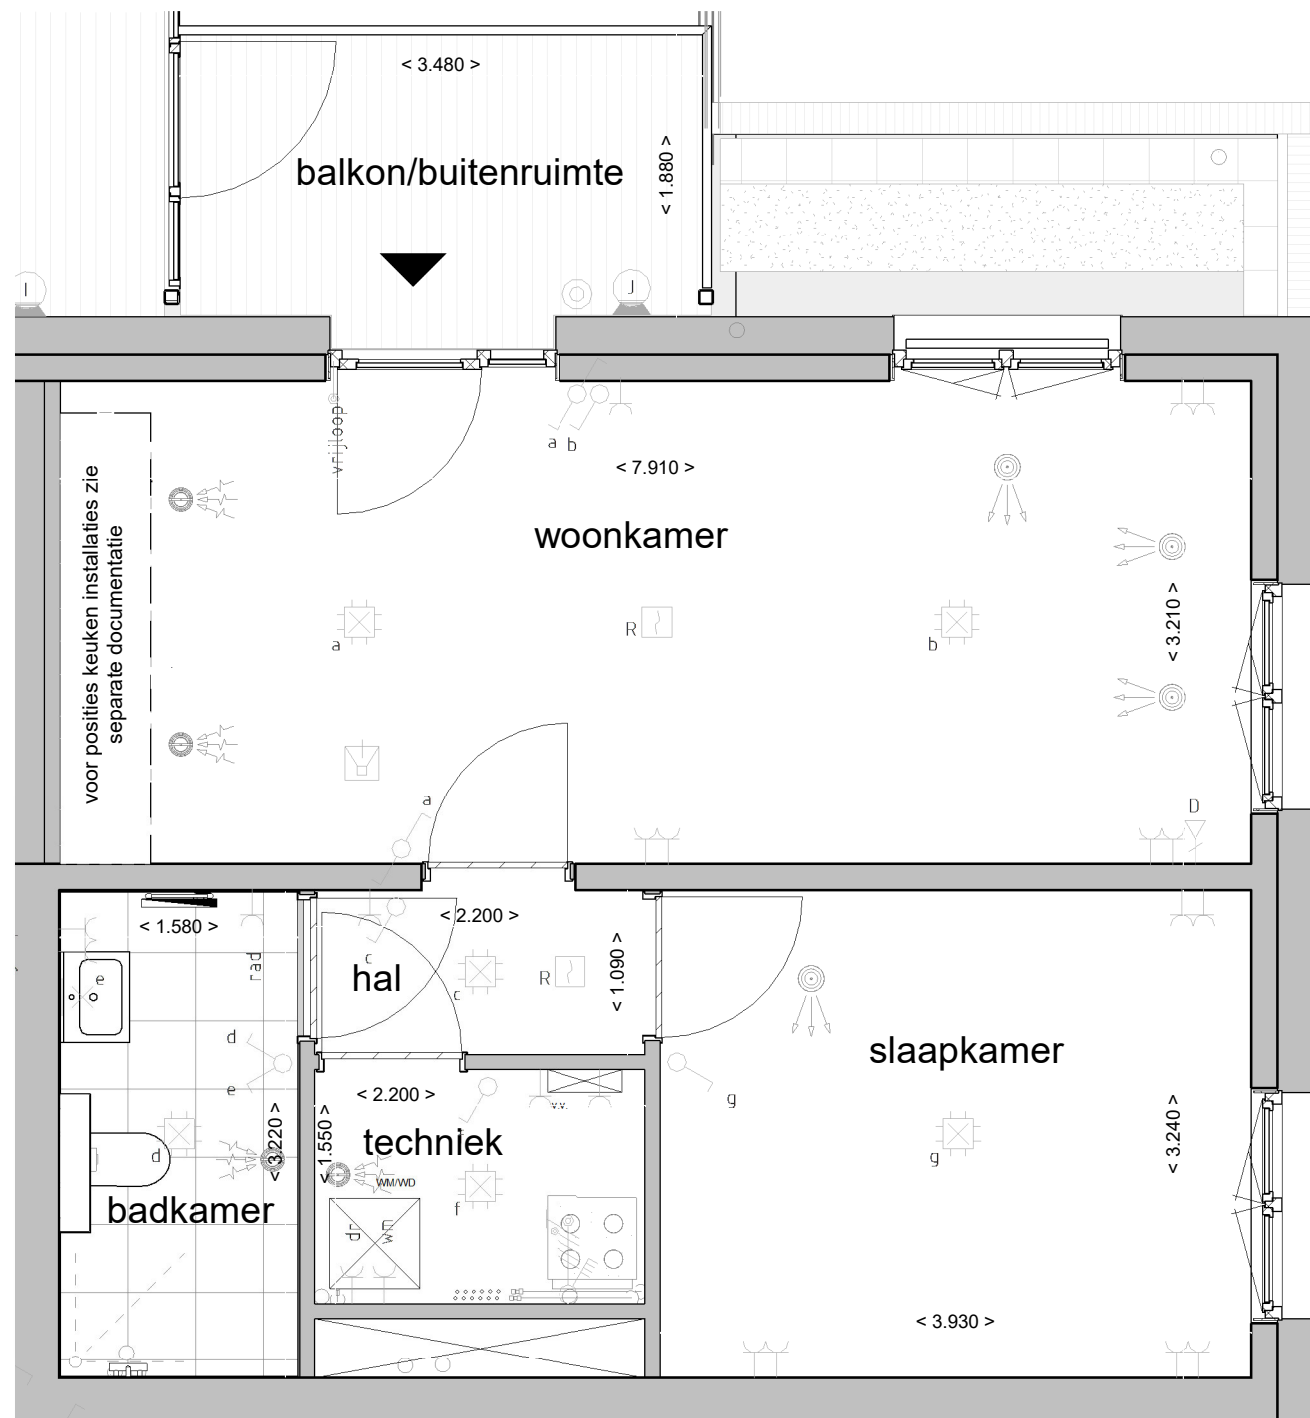 < 3.480 >
balkon/buitenruimte
< 1.880 >
I
J
vrijloop
a b
< 7.910 >
woonkamer
voor posities keuken installaties zie
separate documentatie
a
R
b
< 3.210 >
a
D
< 1.580 >
rad
e
c
< 2.200 >
hal
c
R
< 1.090 >
d
e
slaapkamer
g
< 2.200 >
v.v.
< 3.220 >
< 1.550 >
techniek
d
WM/WD
f
g
< 3.240 >
badkamer
dr
wm
< 3.930 >